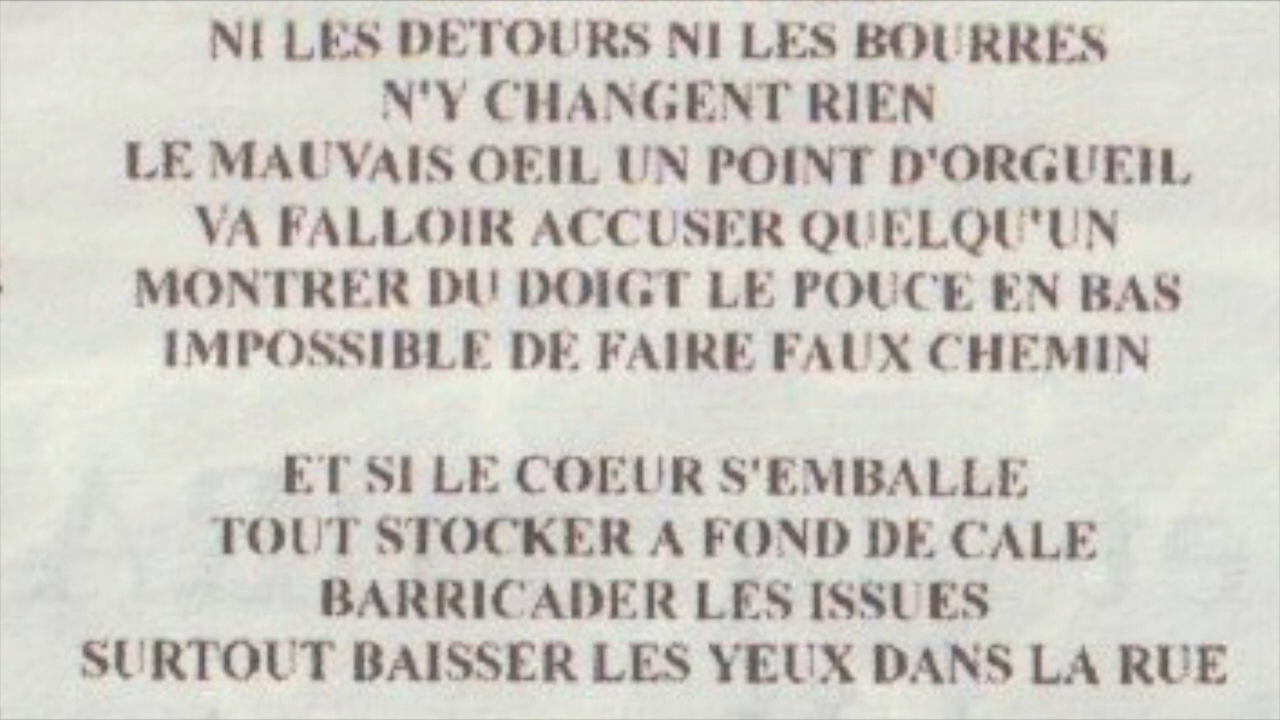 NI LES DETOURS NI LES BOURRES
N'Y CHANGENT RIEN
LE MAUVAIS OEIL UN POINT D'ORGUEIL
VA FALLOIR ACCUSER QUELQU'UN
MONTRER DU DOIGT LE POUCE EN BAS
IMPOSSIBLE DE FAIRE FAUX CHEMIN
ET SI LE COEUR S'EMBALLE
TOUT STOCKER A FOND DE CALE
BARRICADER LES ISSUES
SURTOUT BAISSER LES YEUX DANS LA RUE